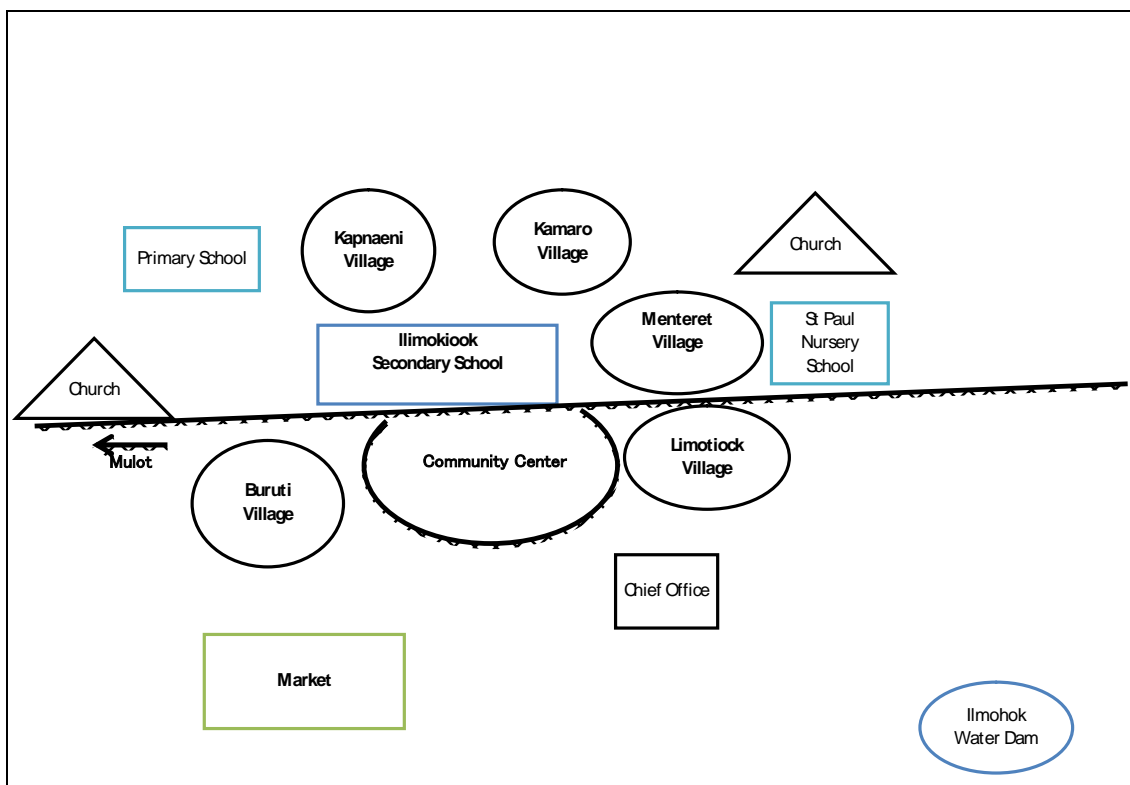 Primary School
Kapnaeni
Village
Kamaro
Village
Church
Ilimokiook
Secondary School
Menteret
Village
St Paul
Nursery
School
Church
Mulot
Buruti
Village
Community Center
Limotiock
Village
Chief Office
Market
Ilmohok
Water Dam